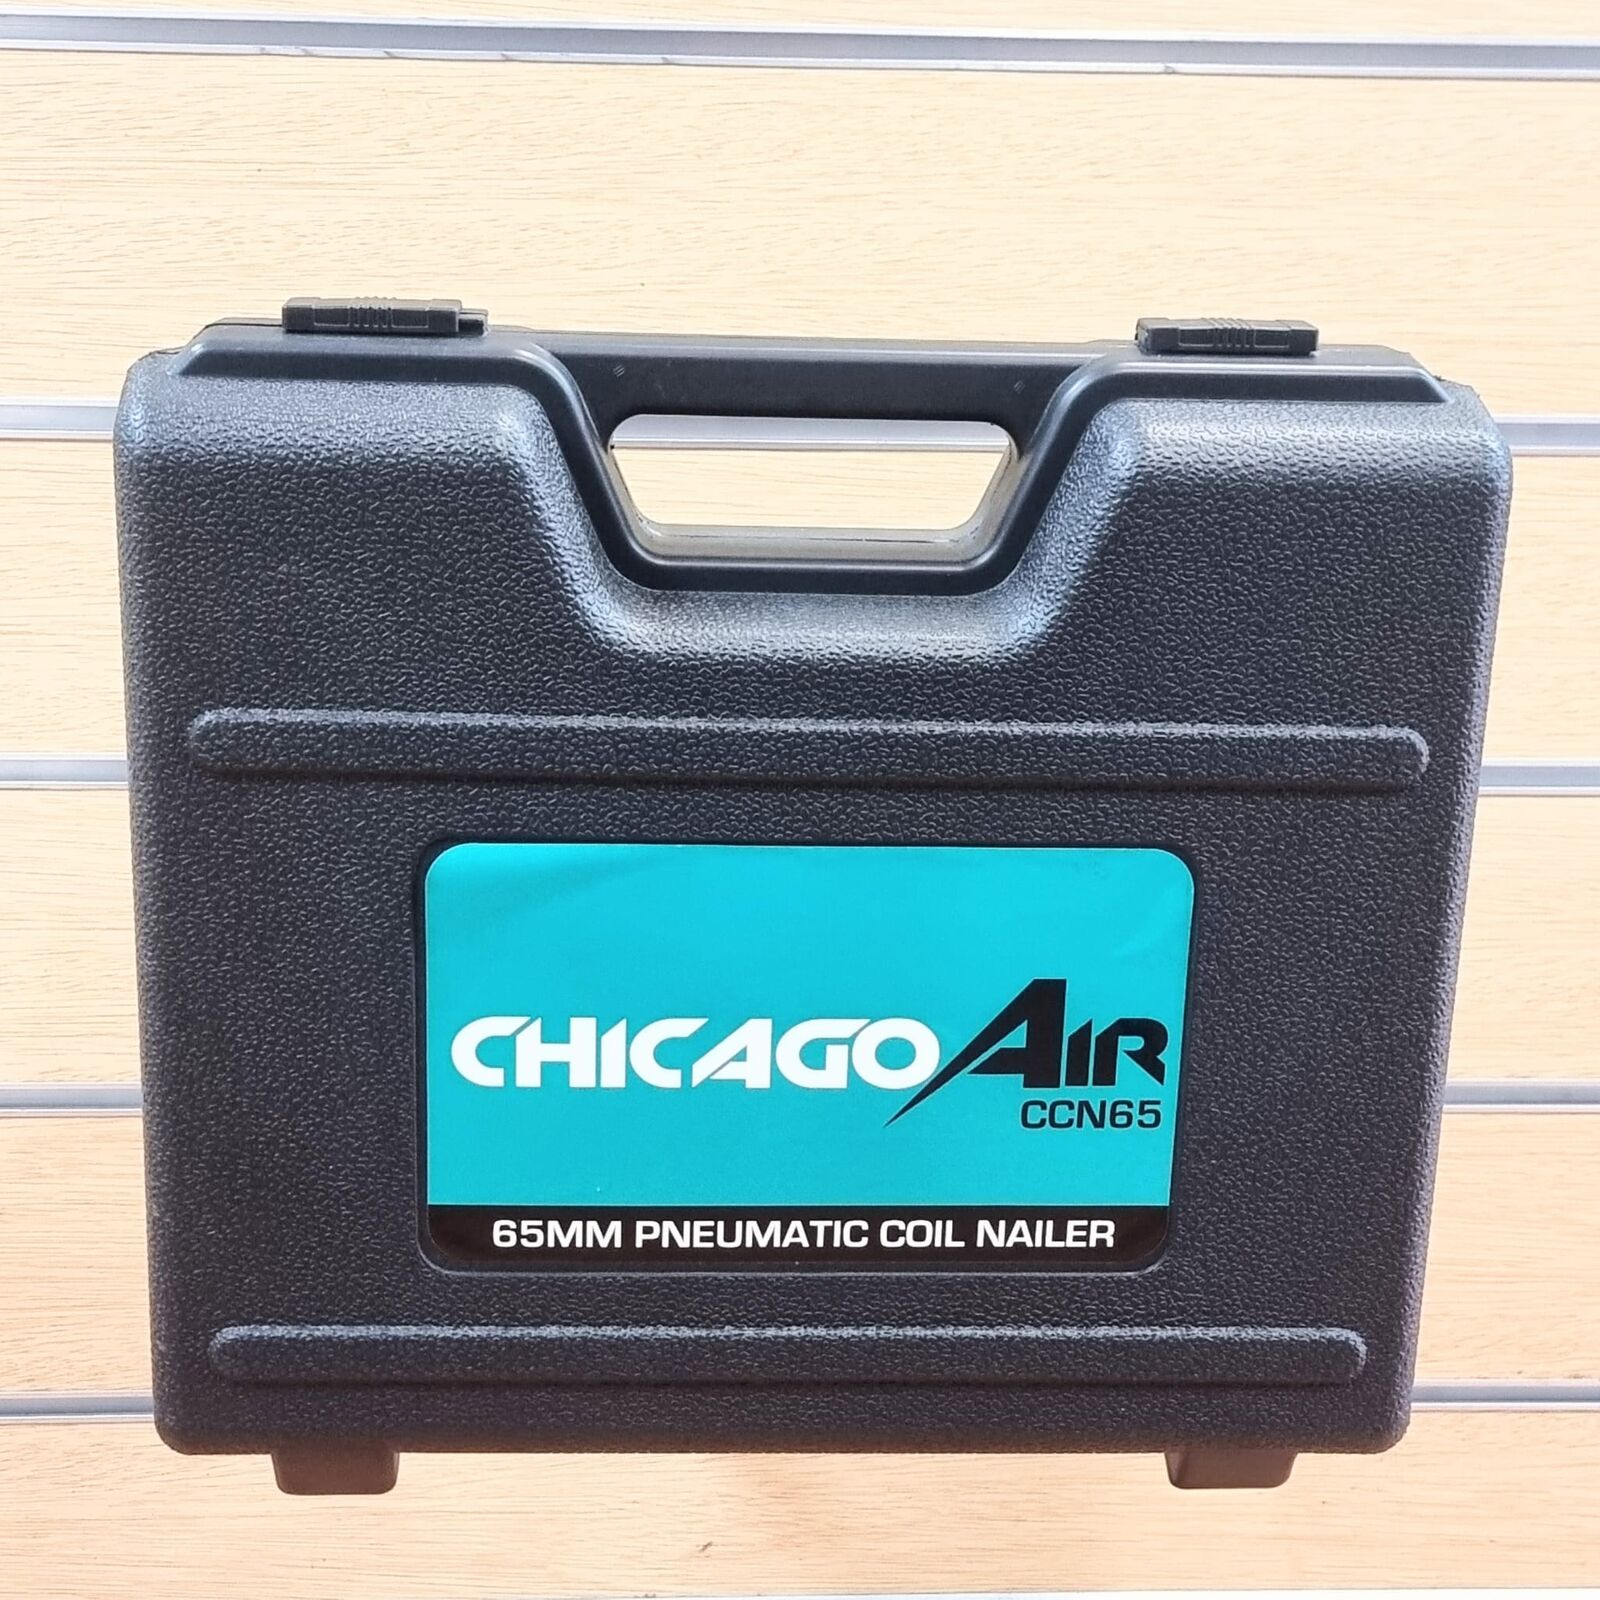 CHICAGO AIR
CCN65
65MM PNEUMATIC COIL NAILER